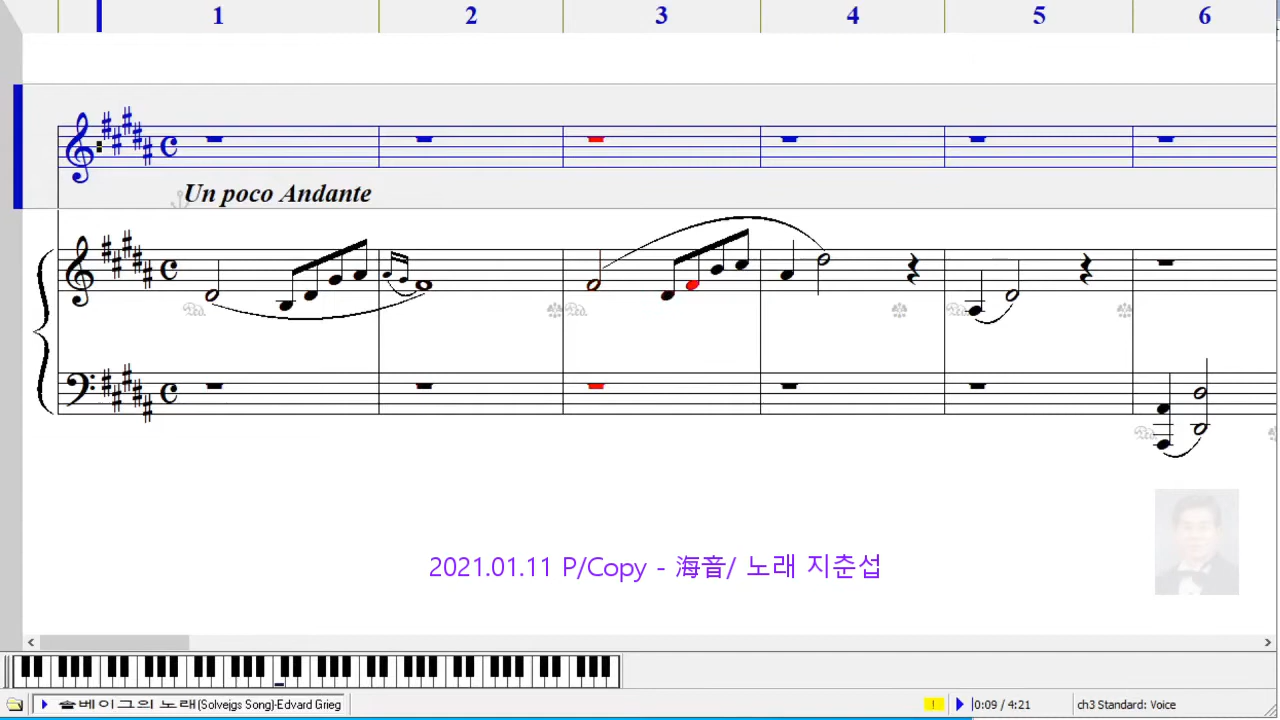 1 2 3 4 5 6
Un poco Andante
2021.01.11 P/Copy - 海音/ 노래 지춘섭
솔베이그의 노래(Solvejgs Song)-Edvard Grieg
! 0:09 / 4:21 ch3 Standard: Voice